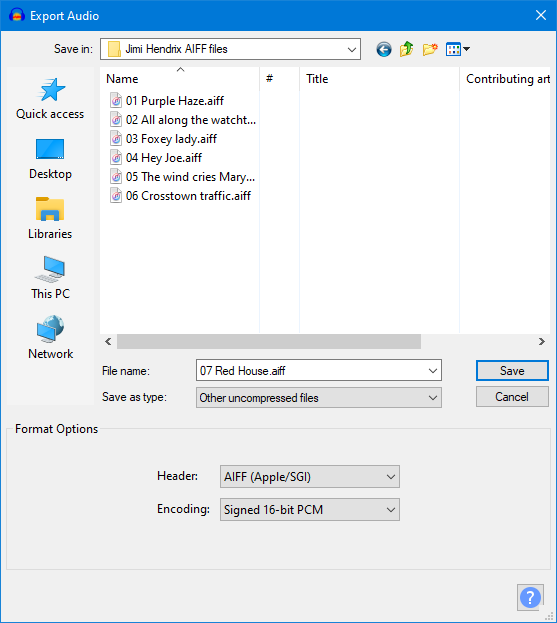 Export Audio
Save in: Jimi Hendrix AIFF files
Name # Title Contributing art
Quick access
Desktop
Libraries
This PC
Network
01 Purple Haze.aiff
02 All along the watcht...
03 Foxey lady.aiff
04 Hey Joe.aiff
05 The wind cries Mary...
06 Crosstown traffic.aiff
File name: 07 Red House.aiff Save
Save as type: Other uncompressed files Cancel
Format Options
Header: AIFF (Apple/SGI)
Encoding: Signed 16-bit PCM
?